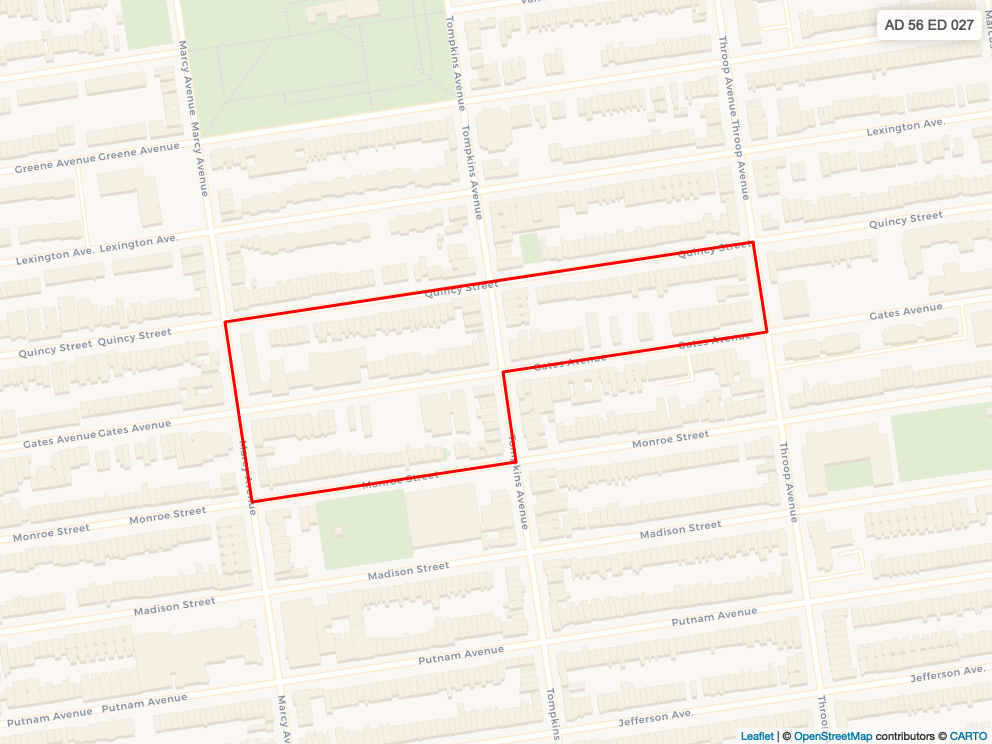 AD 56 ED 027
Marcy Avenue
Marcy Avenue
Tompkins Avenue
Tompkins Avenue
Throop Avenue
Throop Avenue
Lexington Ave.
Greene Avenue
Greene Avenue
Lexington Ave.
Lexington Ave.
Quincy Street
Quincy Street
Quincy Street
Quincy Street
Quincy Street
Gates Avenue
Gates Avenue
Gates Avenue
Gates Avenue
Gates Avenue
Marcy Avenue
Tompkins Avenue
Throop Avenue
Monroe Street
Monroe Street
Monroe Street
Monroe Street
Madison Street
Madison Street
Madison Street
Putnam Avenue
Putnam Avenue
Putnam Avenue
Putnam Avenue
Jefferson Ave.
Jefferson Ave.
Marcy Av
Tompkins
Throo
Leaflet | © OpenStreetMap contributors © CARTO